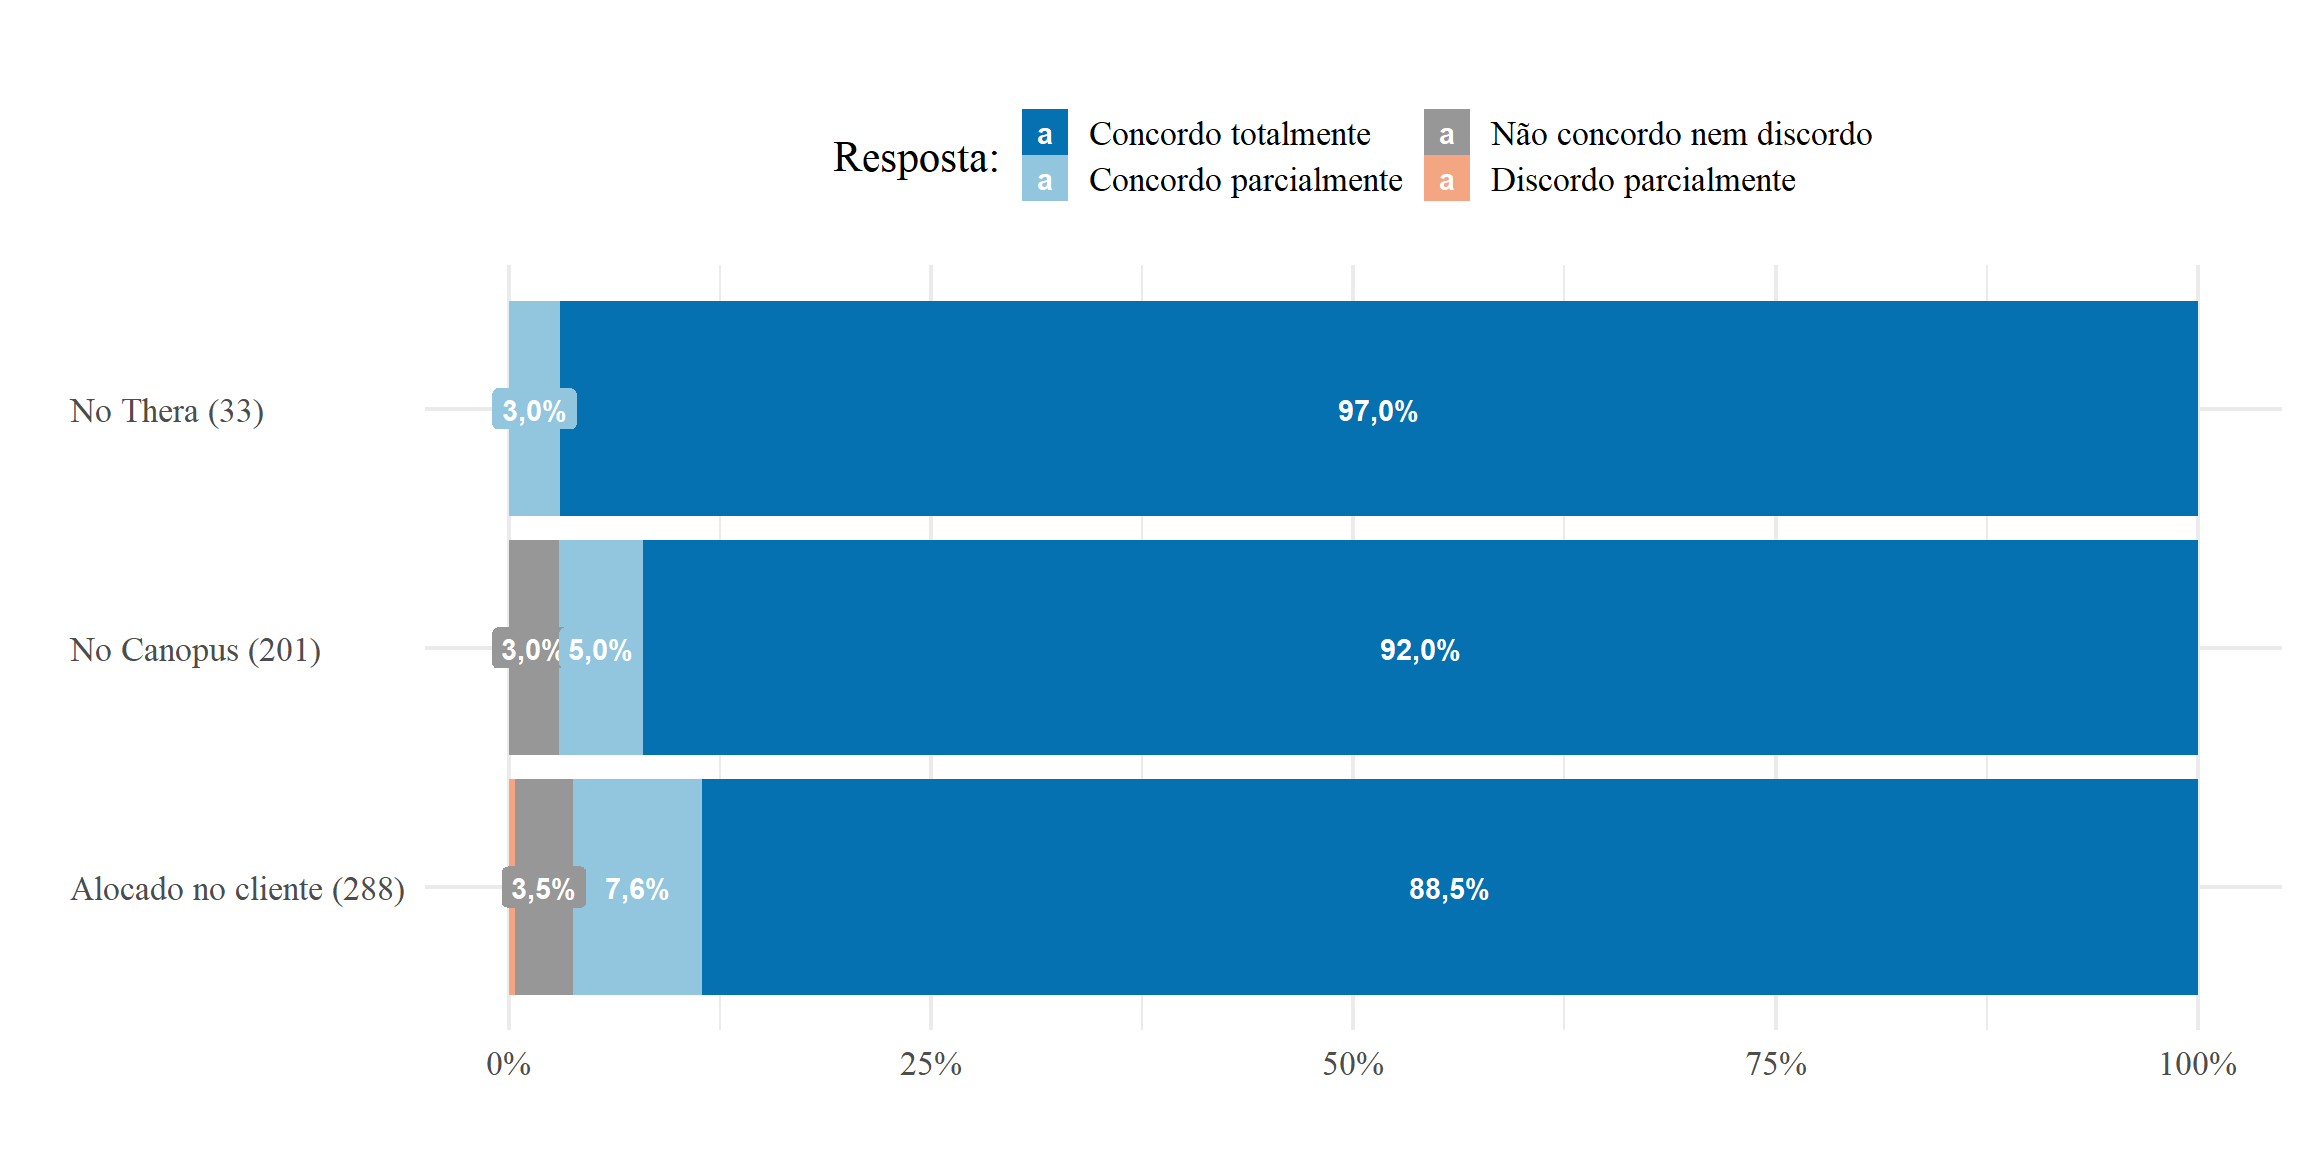 Resposta:
a Concordo totalmente
a Não concordo nem discordo
a Concordo parcialmente
a Discordo parcialmente
No Thera (33)
3,0%
97,0%
No Canopus (201)
3,0%
5,0%
92,0%
Alocado no cliente (288)
3,5%
7,6%
88,5%
0%
25%
50%
75%
100%